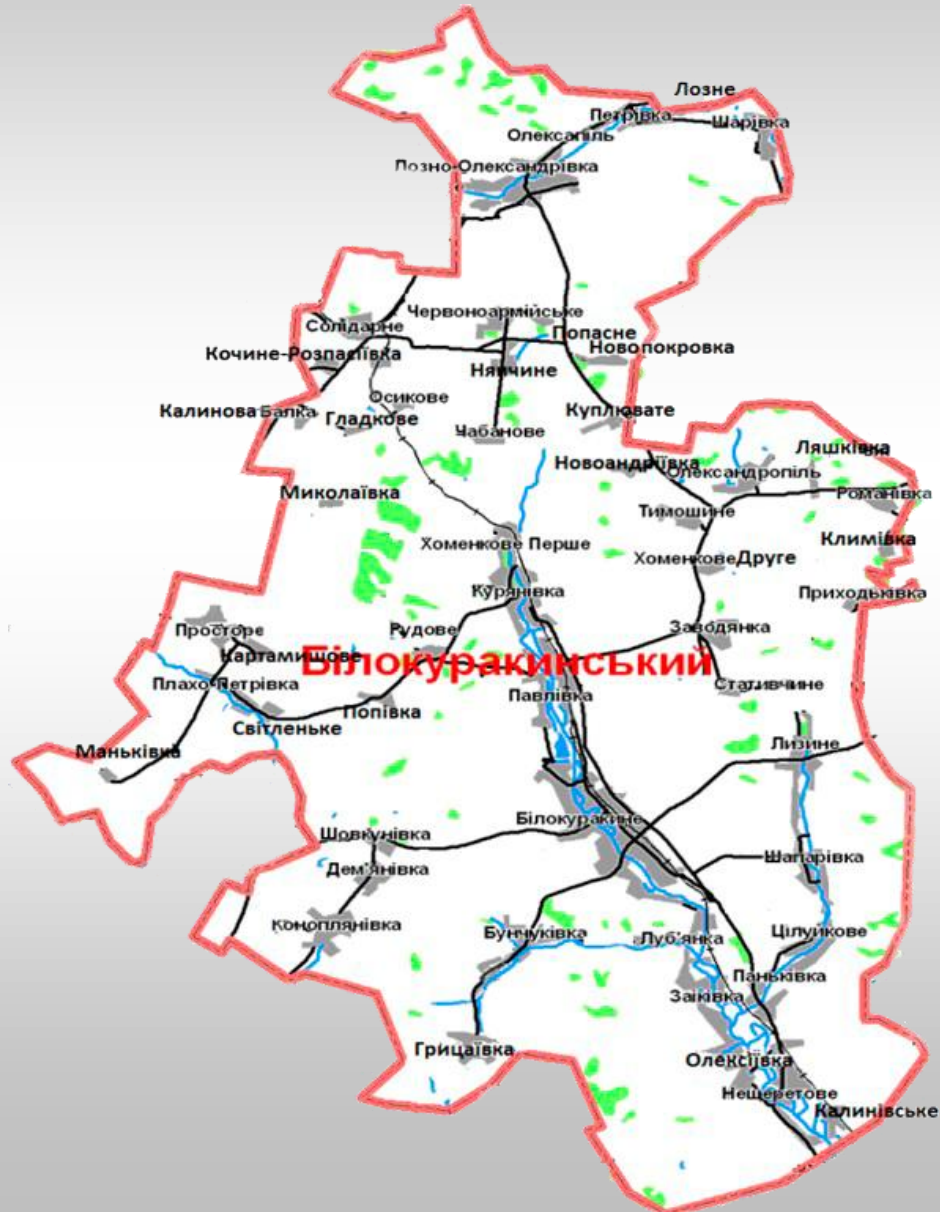 Лозне
Петрівка
Шарівка
Олексапіль
Лозно-Олександрівка
Червоноармійське
Солідарне
Попасне
Новопокровка
Кочине-Розпасіївка
Нянчине
Осикове
Калинова Балка
Гладкове
Куплювате
Чабанове
Ляшківка
Новоандріївка
Олександропіль
Миколаївка
Романівка
Тимошине
Климівка
Хоменкове Перше
Хоменкове Друге
Курянівка
Приходьківка
Просторе
Рудове
Заводянка
Картамишове
Білокуракинський
Плахо-Петрівка
Павлівка
Стативчине
Попівка
Світленьке
Маньківка
Лизине
Білокуракине
Шовкунівка
Шапарівка
Дем'янівка
Коноплянівка
Бунчуківка
Луб'янка
Цілуйкове
Паньківка
Заїківка
Грицаївка
Олексіївка
Нещеретове
Калинівське